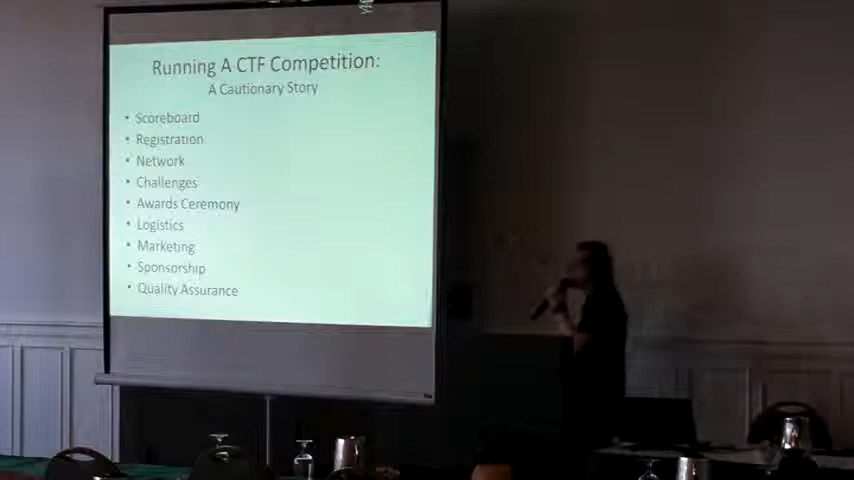 Running A CTF Competition:
A Cautionary Story
• Scoreboard
• Registration
• Network
• Challenges
• Awards Ceremony
• Logistics
• Marketing
• Sponsorship
• Quality Assurance